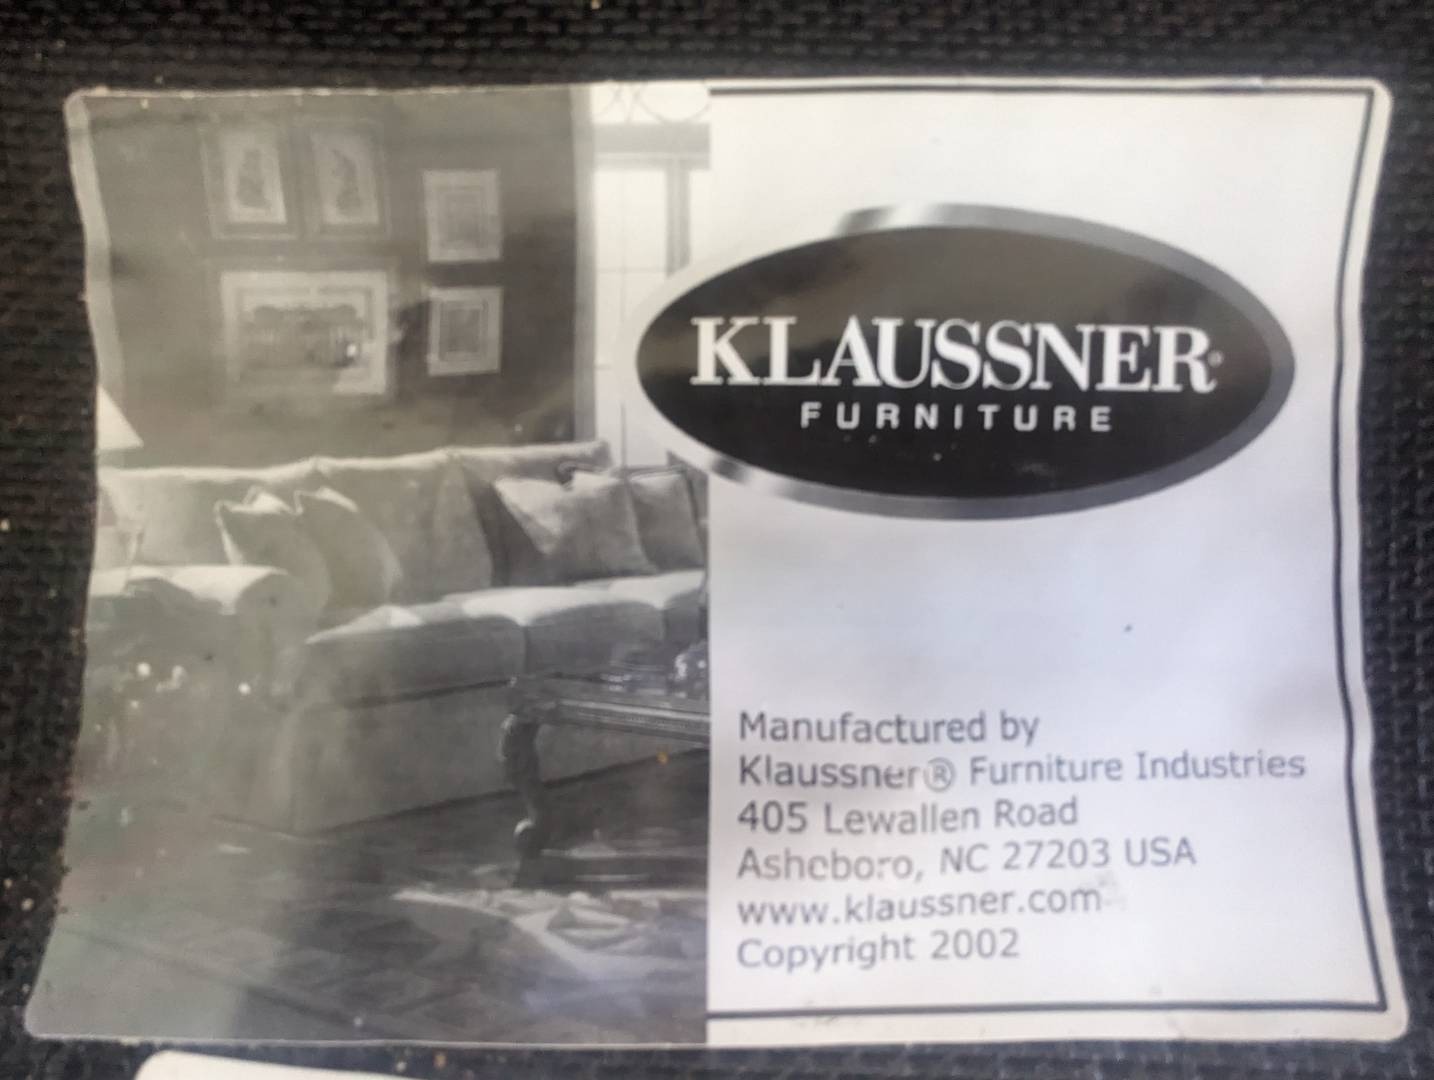 KLAUSSNER®
FURNITURE
Manufactured by
Klaussner® Furniture Industries
405 Lewallen Road
Asheboro, NC 27203 USA
www.klaussner.com
Copyright 2002